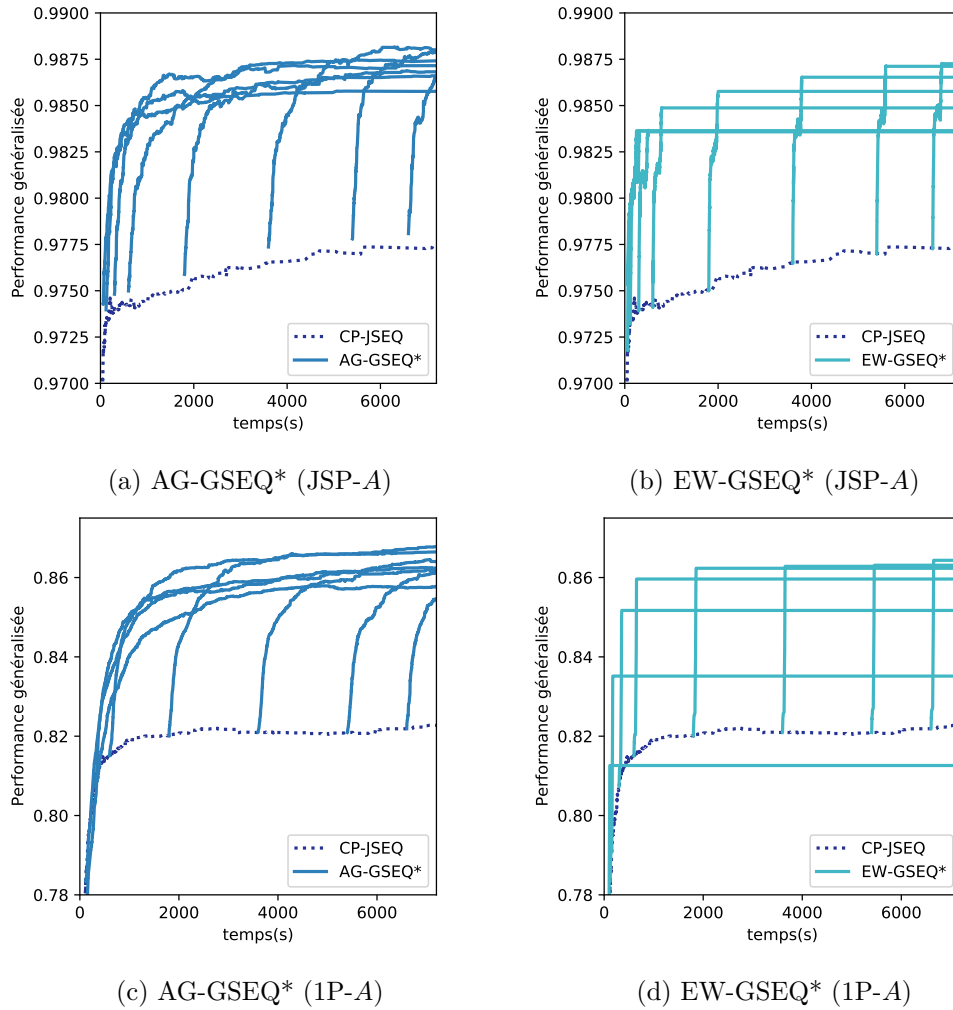 0.9900
0.9875
0.9850
0.9825
0.9800
0.9775
0.9750
0.9725
0.9700
Performance généralisée
0
2000
4000
6000
temps(s)
CP-JSEQ
AG-GSEQ*
(a) AG-GSEQ* (JSP-A)
0.9900
0.9875
0.9850
0.9825
0.9800
0.9775
0.9750
0.9725
0.9700
Performance généralisée
0
2000
4000
6000
temps(s)
CP-JSEQ
EW-GSEQ*
(b) EW-GSEQ* (JSP-A)
0.86
0.84
0.82
0.80
0.78
Performance généralisée
0
2000
4000
6000
temps(s)
CP-JSEQ
AG-GSEQ*
(c) AG-GSEQ* (1P-A)
0.86
0.84
0.82
0.80
0.78
Performance généralisée
0
2000
4000
6000
temps(s)
CP-JSEQ
EW-GSEQ*
(d) EW-GSEQ* (1P-A)